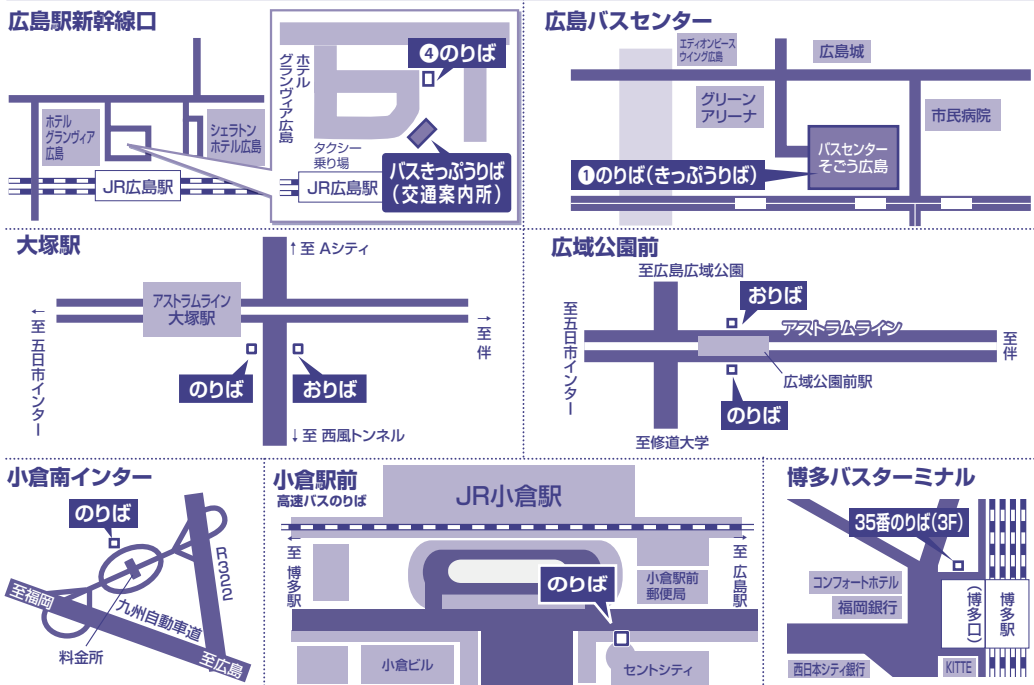 広島駅新幹線口
ホテル
グランヴィア
広島
シェラトン
ホテル広島
JR広島駅
ホテル
グランヴィア広島
❹のりば
タクシー
乗り場
JR広島駅
バスきっぷうりば
(交通案内所)
広島バスセンター
エディオンピース
ウイング広島
広島城
グリーン
アリーナ
市民病院
バスセンター
そごう広島
❶のりば(きっぷうりば)
大塚駅
↑至 Aシティ
アストラムライン
大塚駅
←至 五日市インター
→至 伴
のりば
おりば
↓至 西風トンネル
広域公園前
至広島広域公園
おりば
至五日市インター
アストラムライン
至伴
広域公園前駅
のりば
至修道大学
小倉南インター
のりば
R322
至福岡
九州自動車道
料金所
至広島
小倉駅前
高速バスのりば
JR小倉駅
←至 博多駅
→至 広島駅
のりば
小倉駅前
郵便局
小倉ビル
セントシティ
博多バスターミナル
35番のりば(3F)
コンフォートホテル
福岡銀行
(博多口)
博多駅
西日本シティ銀行
KITTE